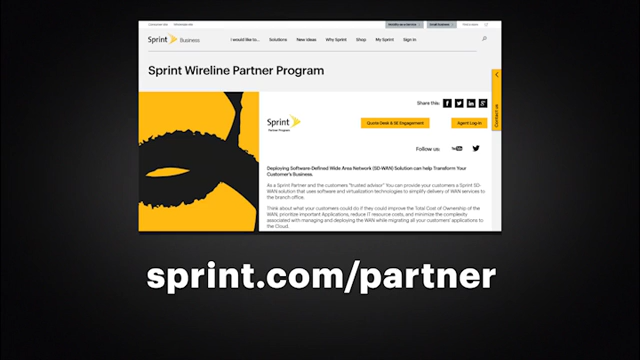 Sprint Business
I would like to... Solutions New Ideas Why Sprint Shop My Sprint Sign in
Sprint Wireline Partner Program
Share this:
Contact us
Sprint
Partner Program
Quote Desk & SE Engagement
Agent Log-In
Follow us:
You Tube
Deploying Software-Defined Wide Area Network (SD-WAN) Solution can help Transform Your
Customer's Business.
As a Sprint Partner and the customers "trusted advisor" You can provide your customers a Sprint SD-
WAN solution that uses software and virtualization technologies to simplify delivery of WAN services to
the branch office.
Think about what your customers could do if they could improve the Total Cost of Ownership of the
WAN, prioritize important Applications, reduce IT resource costs, and minimize the complexity
associated with managing and deploying the WAN while migrating all your customers' applications to
the Cloud.
sprint.com/partner